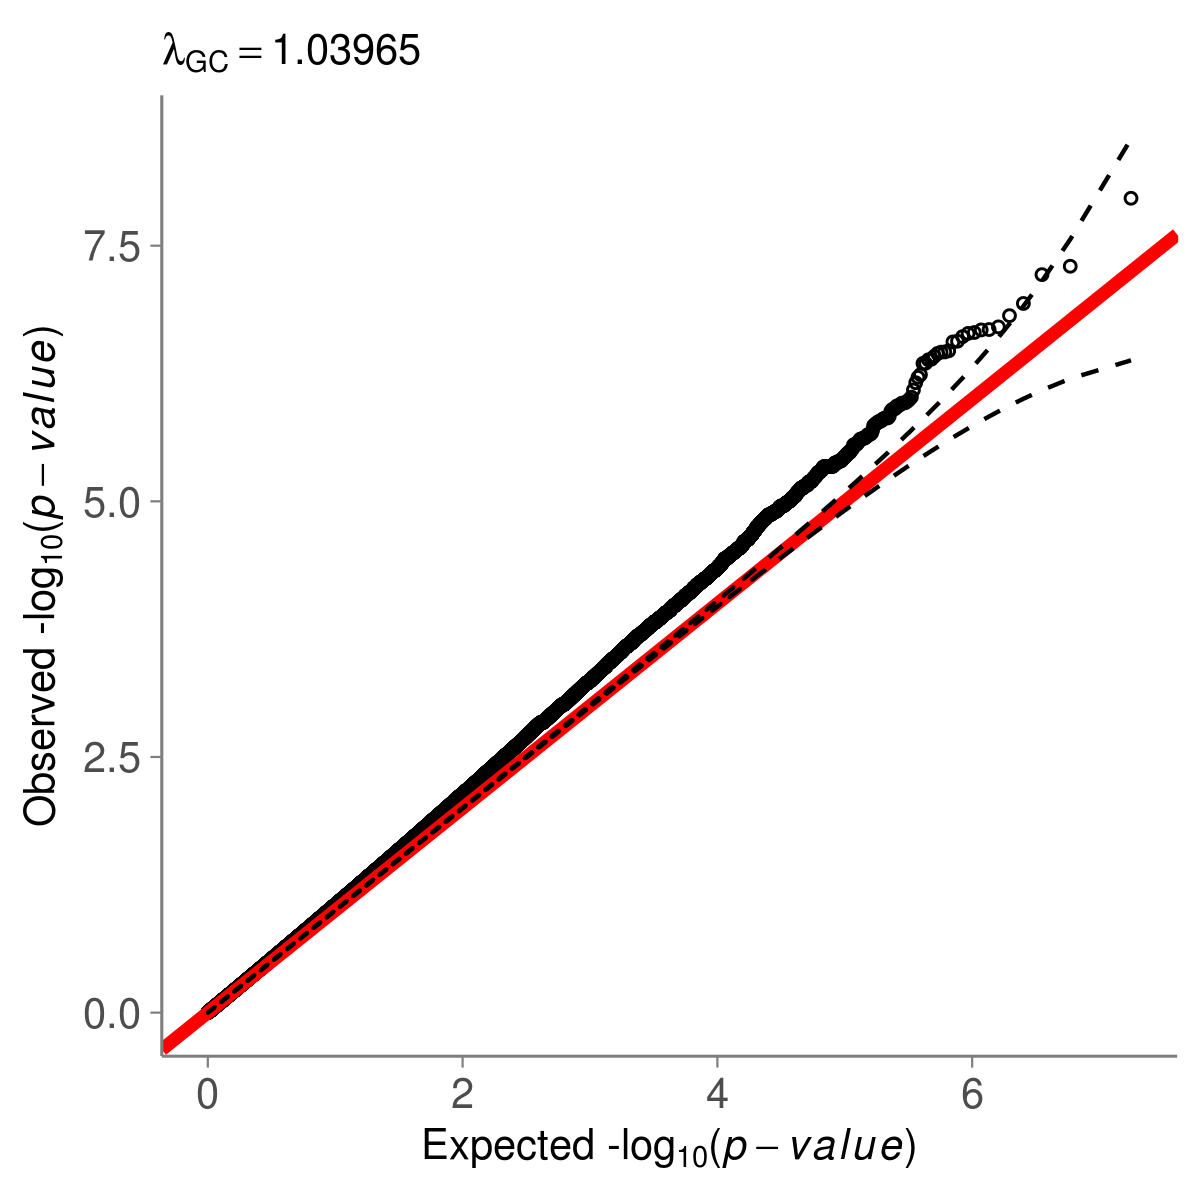 λGC = 1.03965
7.5
5.0
2.5
0.0
Observed -log10(p − value)
0 2 4 6
Expected -log10(p − value)